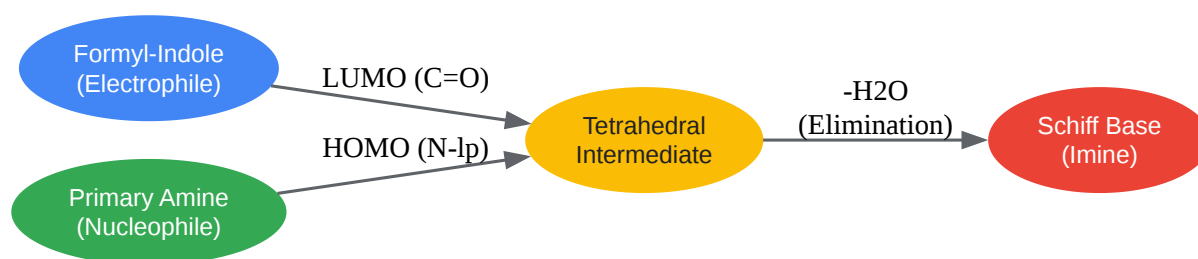 Formyl-Indole
(Electrophile)
LUMO (C=O)
HOMO (N-lp)
Primary Amine
(Nucleophile)
Tetrahedral
Intermediate
-H2O
(Elimination)
Schiff Base
(Imine)